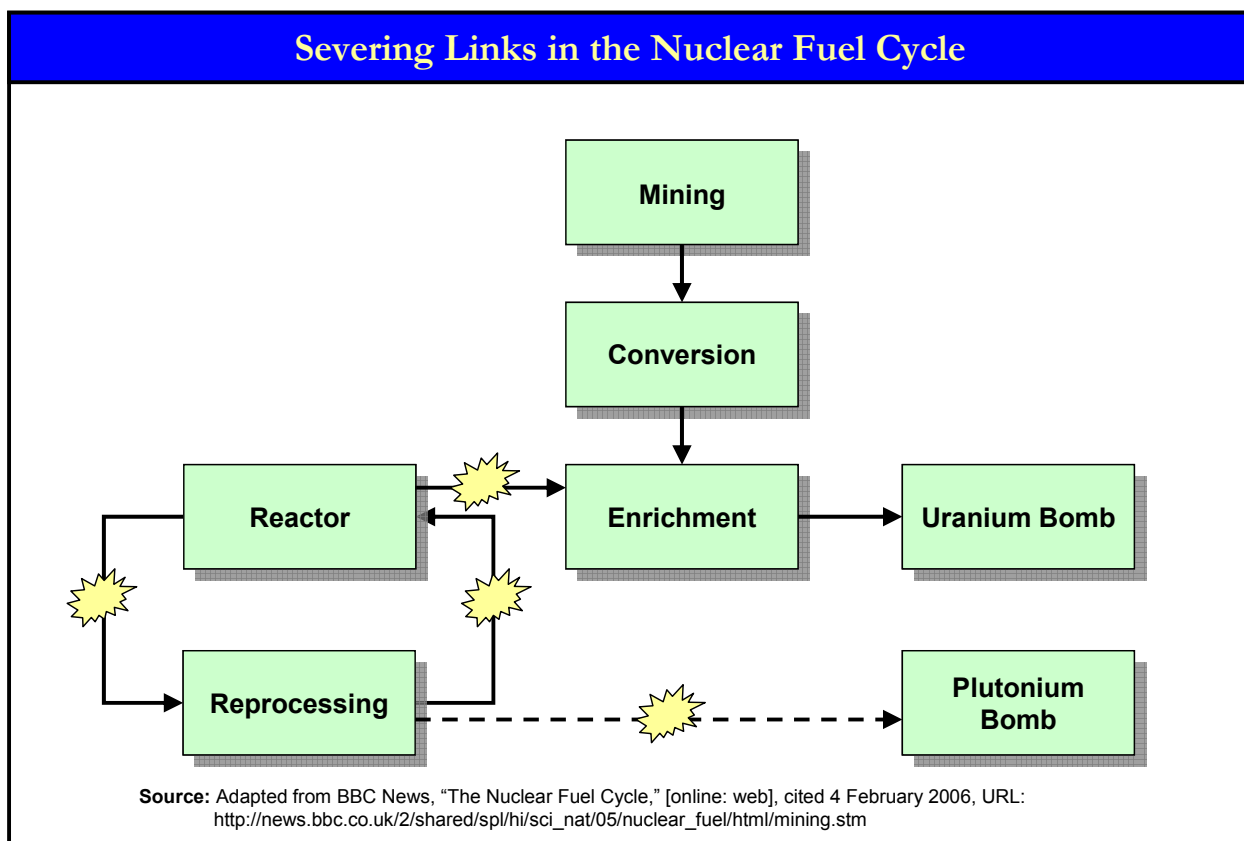 Severing Links in the Nuclear Fuel Cycle
Mining
Conversion
Reactor
Enrichment
Uranium Bomb
Reprocessing
Plutonium
Bomb
Source: Adapted from BBC News, “The Nuclear Fuel Cycle,” [online: web], cited 4 February 2006, URL:
http://news.bbc.co.uk/2/shared/spl/hi/sci_nat/05/nuclear_fuel/html/mining.stm